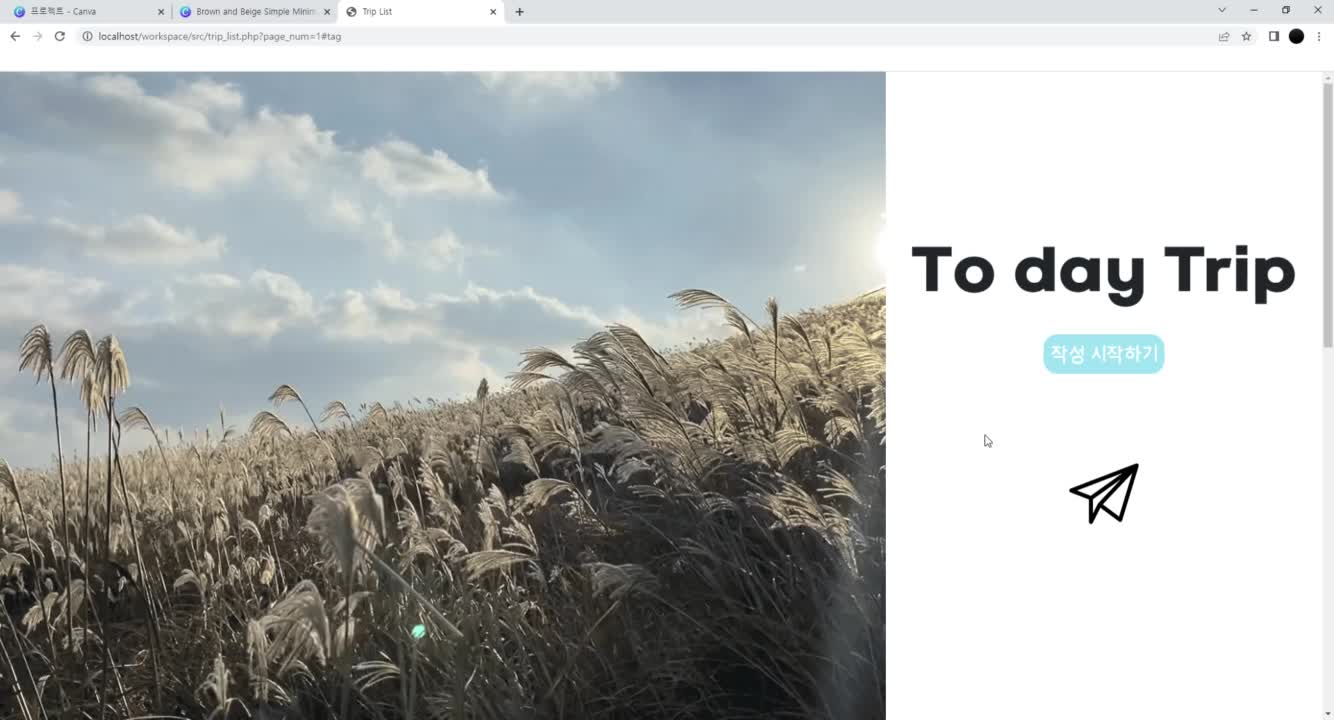 프로젝트 - Canva
Brown and Beige Simple Minim
Trip List
localhost/workspace/src/trip_list.php?page_num=1#tag
To day Trip
작성 시작하기